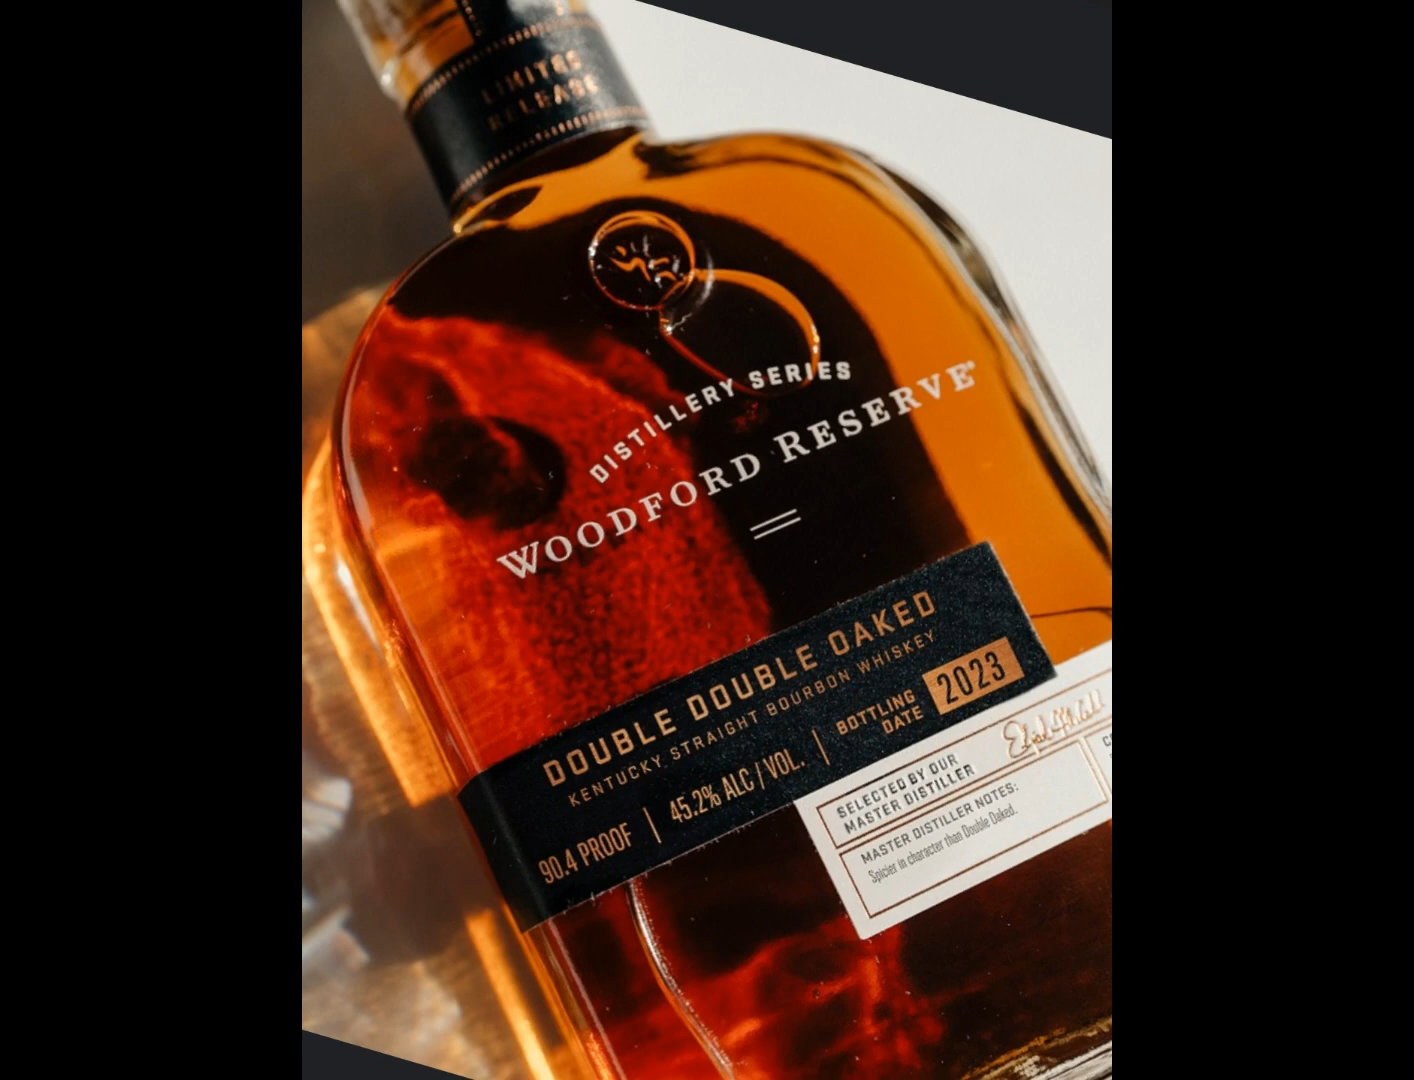 LIMITED
RELEASE
DISTILLERY SERIES
WOODFORD RESERVE®
DOUBLE DOUBLE OAKED
KENTUCKY STRAIGHT BOURBON WHISKEY
90.4 PROOF | 45.2% ALC / VOL. | BOTTLING DATE 2023
SELECTED BY OUR
MASTER DISTILLER
MASTER DISTILLER NOTES:
Spicier in character than Double Oaked.